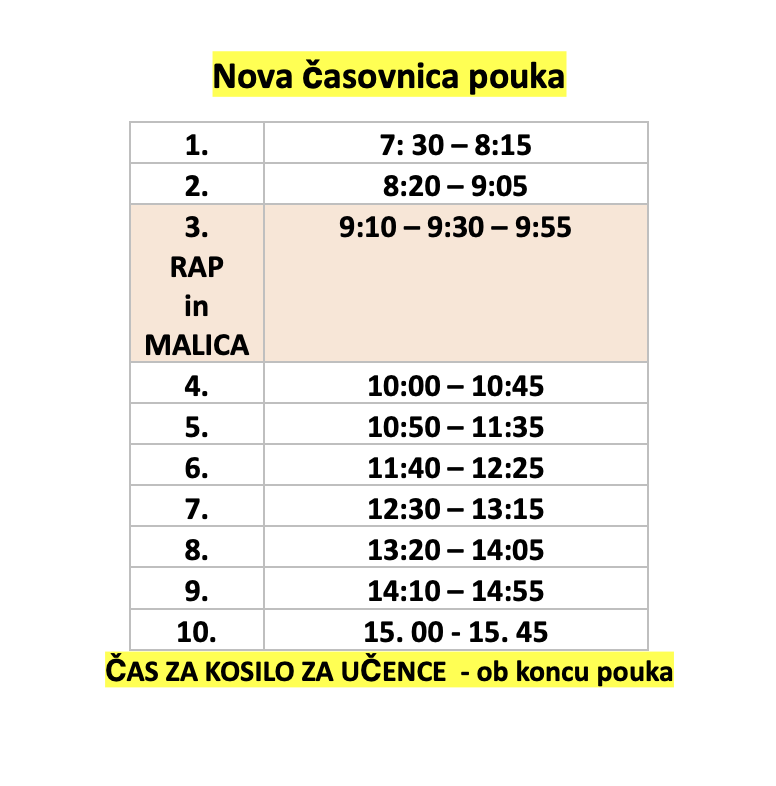 Nova časovnica pouka
1. 7: 30 – 8:15
2. 8:20 – 9:05
3. 9:10 – 9:30 – 9:55
RAP
in
MALICA
4. 10:00 – 10:45
5. 10:50 – 11:35
6. 11:40 – 12:25
7. 12:30 – 13:15
8. 13:20 – 14:05
9. 14:10 – 14:55
10. 15. 00 - 15. 45
ČAS ZA KOSILO ZA UČENCE - ob koncu pouka